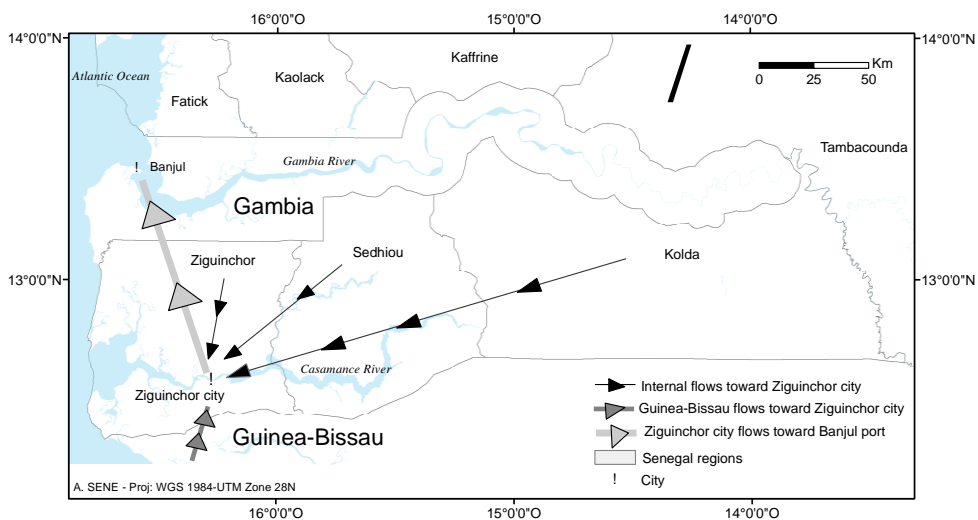 16°0'0"O 15°0'0"O 14°0'0"O
14°0'0"N 14°0'0"N
Kaffrine
Km
0 25 50
Atlantic Ocean
Kaolack
Fatick
Tambacounda
! Banjul
Gambia River
Gambia
Ziguinchor
Sedhiou
Kolda
13°0'0"N 13°0'0"N
Casamance River
!
Ziguinchor city
Guinea-Bissau
Internal flows toward Ziguinchor city
Guinea-Bissau flows toward Ziguinchor city
Ziguinchor city flows toward Banjul port
Senegal regions
! City
A. SENE - Proj: WGS 1984-UTM Zone 28N
16°0'0"O 15°0'0"O 14°0'0"O